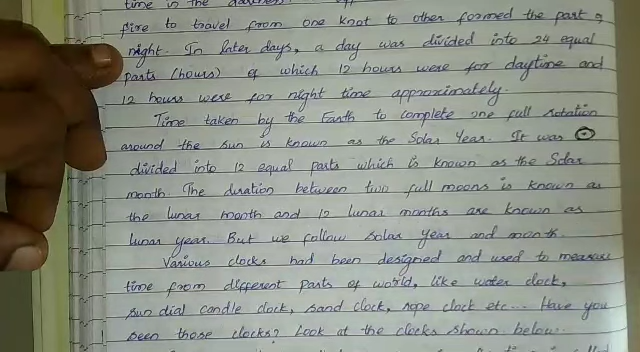 time in the darkness.
fire to travel from one knot to other formed the part of
night. In later days, a day was divided into 24 equal
parts (hours) of which 12 hours were for daytime and
12 hours were for night time approximately.
Time taken by the Earth to complete one full rotation
around the sun is known as the Solar Year. It was
divided into 12 equal parts which is known as the Solar
month. The duration between two full moons is known as
the lunar month and 12 lunar months are known as
lunar year. But we follow solar year and month.
Various clocks had been designed and used to measure
time from different parts of world, like water clock,
sun dial candle clock, sand clock, rope clock etc... Have you
seen those clocks? Look at the clocks shown below.